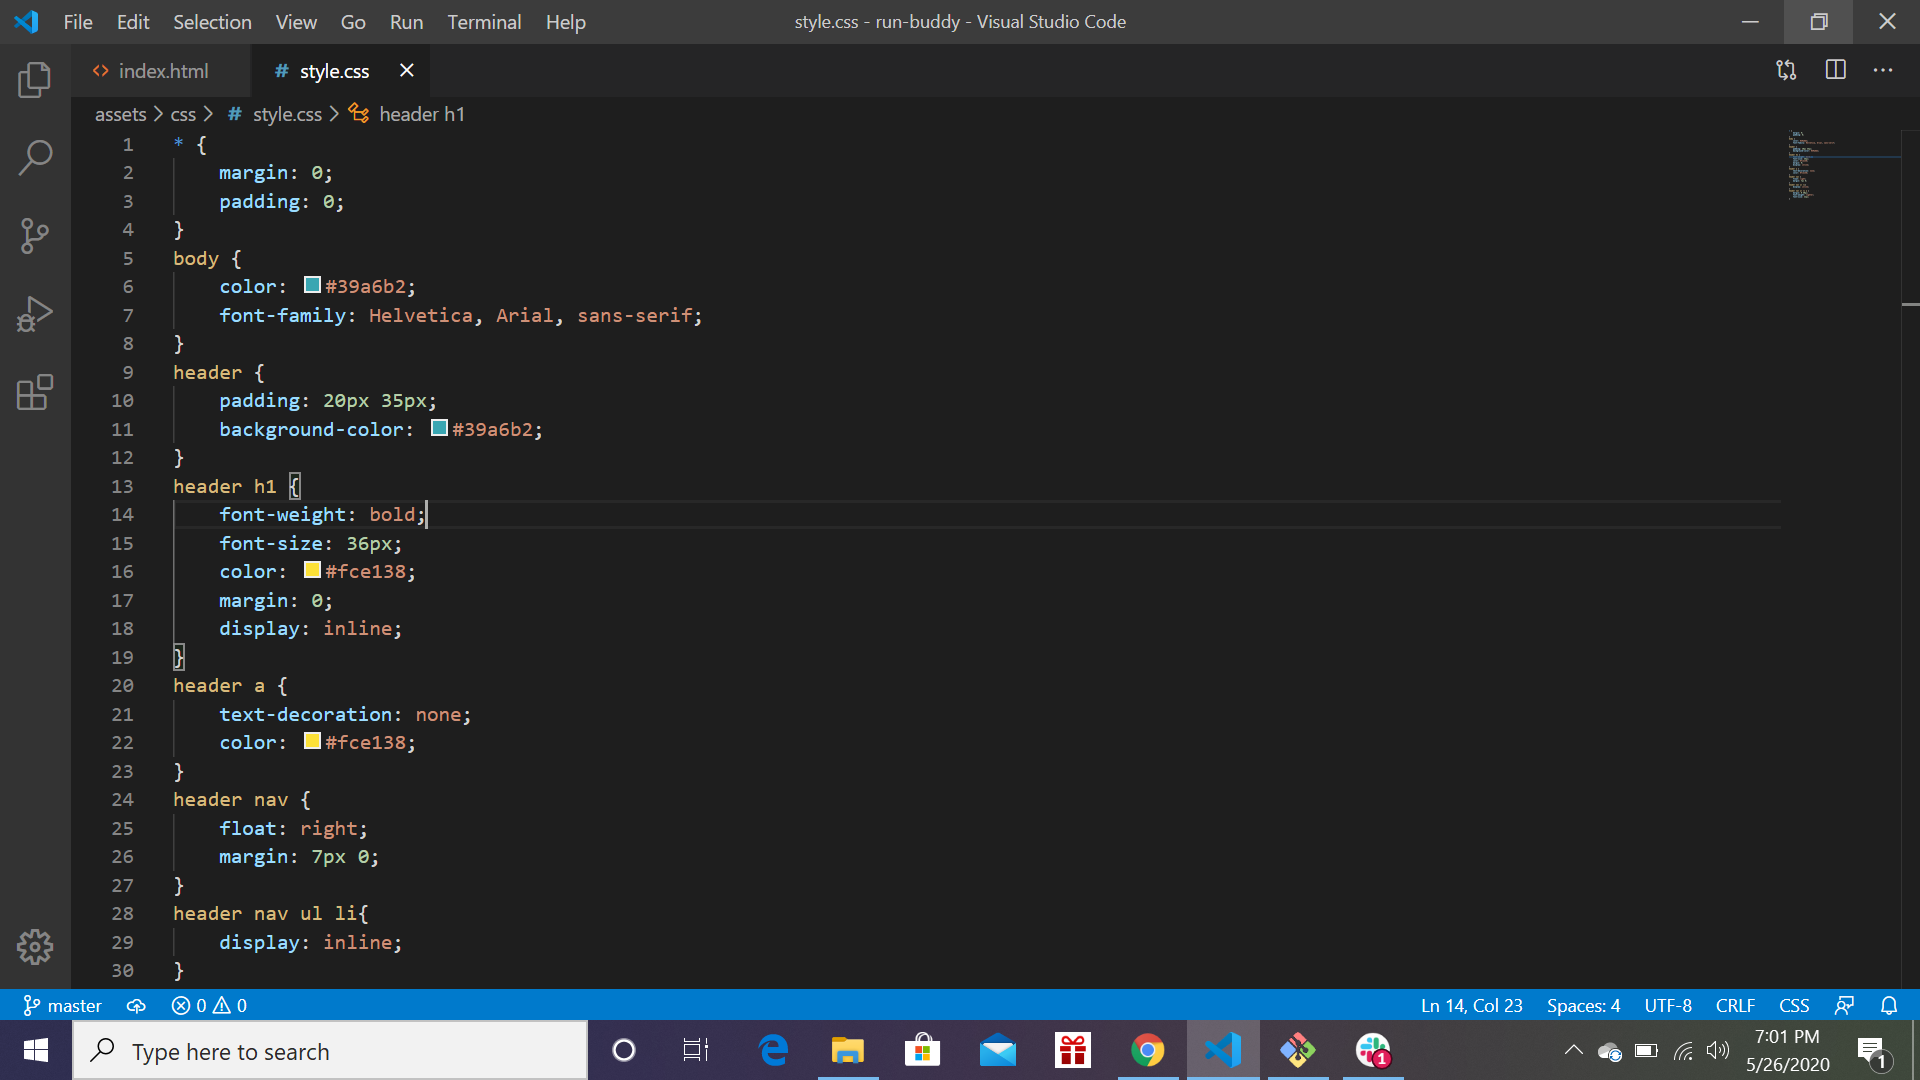 File Edit Selection View Go Run Terminal Help style.css - run-buddy - Visual Studio Code
<> index.html # style.css
assets > css > # style.css > header h1
1 * {
2 margin: 0;
3 padding: 0;
4 }
5 body {
6 color: #39a6b2;
7 font-family: Helvetica, Arial, sans-serif;
8 }
9 header {
10 padding: 20px 35px;
11 background-color: #39a6b2;
12 }
13 header h1 {
14 font-weight: bold;
15 font-size: 36px;
16 color: #fce138;
17 margin: 0;
18 display: inline;
19 }
20 header a {
21 text-decoration: none;
22 color: #fce138;
23 }
24 header nav {
25 float: right;
26 margin: 7px 0;
27 }
28 header nav ul li{
29 display: inline;
30 }
master 0 0 Ln 14, Col 23 Spaces: 4 UTF-8 CRLF CSS
Type here to search 1 7:01 PM 1
5/26/2020